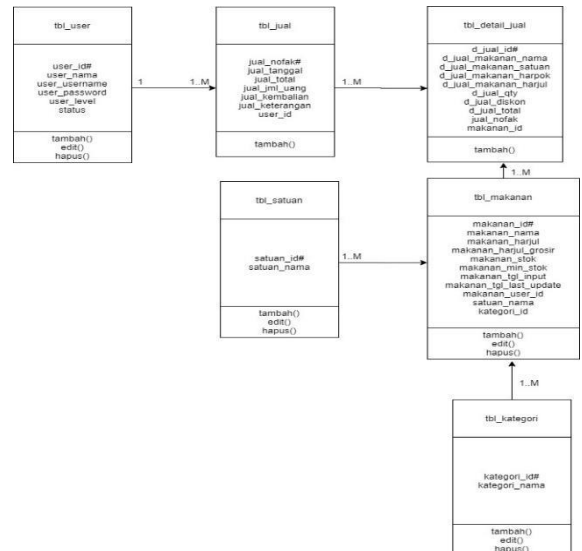 tbl_user
user_id#
user_nama
user_username
user_password
user_level
status
tambah()
edit()
hapus()
1
1..M
tbl_jual
jual_nofak#
jual_tanggal
jual_total
jual_jml_uang
jual_kembalian
jual_keterangan
user_id
tambah()
1..M
tbl_detail_jual
d_jual_id#
d_jual_makanan_nama
d_jual_makanan_satuan
d_jual_makanan_harpok
d_jual_makanan_harjul
d_jual_qty
d_jual_diskon
d_jual_total
jual_nofak
makanan_id
tambah()
1..M
tbl_satuan
satuan_id#
satuan_nama
tambah()
edit()
hapus()
1..M
tbl_makanan
makanan_id#
makanan_nama
makanan_harjul
makanan_harjul_grosir
makanan_stok
makanan_min_stok
makanan_tgl_input
makanan_tgl_last_update
makanan_user_id
satuan_nama
kategori_id
tambah()
edit()
hapus()
1..M
tbl_kategori
kategori_id#
kategori_nama
tambah()
edit()
hapus()